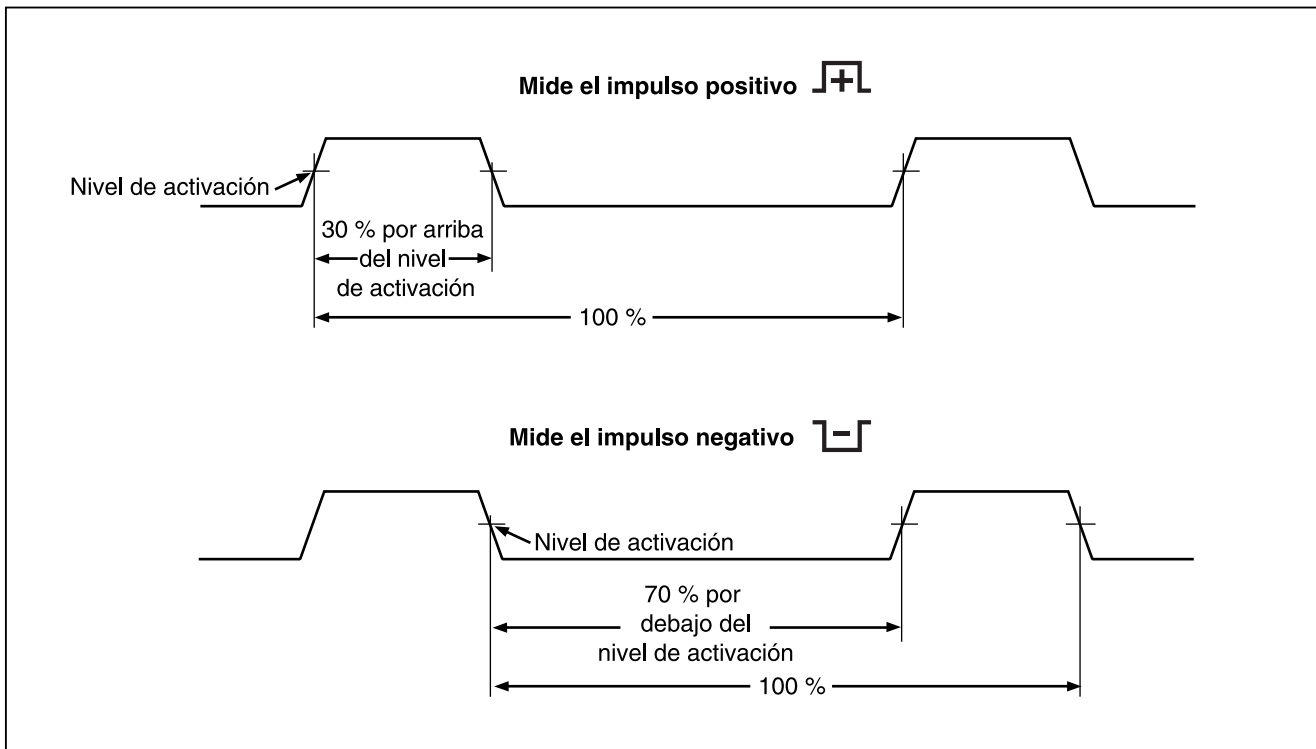 Mide el impulso positivo
Nivel de activación
30 % por arriba
del nivel
de activación
100 %
Mide el impulso negativo
Nivel de activación
70 % por
debajo del
nivel de activación
100 %